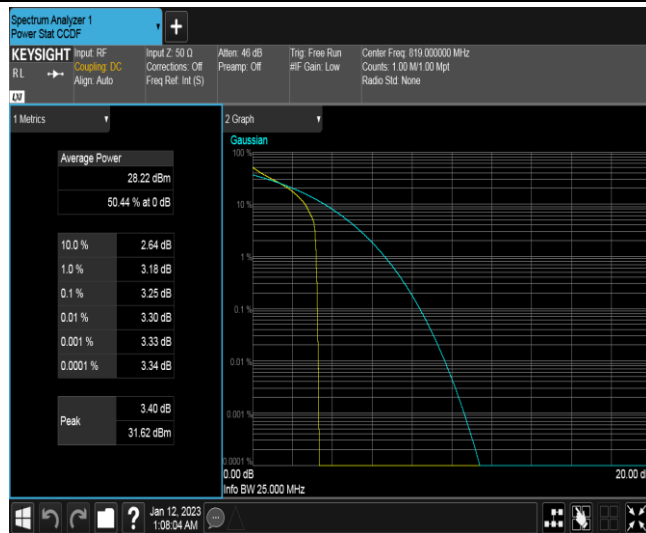 Spectrum Analyzer 1
Power Stat CCDF
+
KEYSIGHT
RL
Input: RF
Coupling: DC
Align: Auto
Input Z: 50 Ω
Corrections: Off
Freq Ref: Int (S)
Atten: 46 dB
Preamp: Off
Trig: Free Run
#IF Gain: Low
Center Freq: 819.000000 MHz
Counts: 1.00 M/1.00 Mpt
Radio Std: None
LXI
1 Metrics
Average Power
28.22 dBm
50.44 % at 0 dB
10.0 % 2.64 dB
1.0 % 3.18 dB
0.1 % 3.25 dB
0.01 % 3.30 dB
0.001 % 3.33 dB
0.0001 % 3.34 dB
Peak
3.40 dB
31.62 dBm
2 Graph
Gaussian
100 %
10 %
1 %
0.1 %
0.01 %
0.001 %
0.0001 %
0.00 dB
20.00 d
Info BW 25.000 MHz
?
Jan 12, 2023
1:08:04 AM